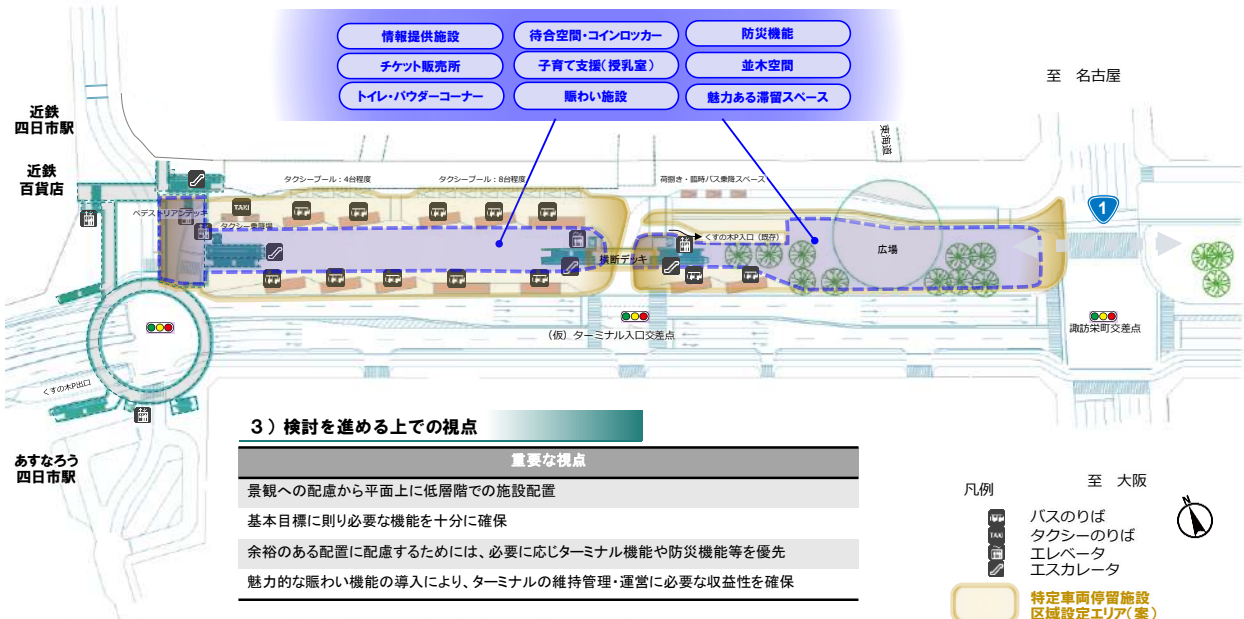 情報提供施設
待合空間・コインロッカー
防災機能
チケット販売所
子育て支援(授乳室)
並木空間
トイレ・パウダーコーナー
賑わい施設
魅力ある滞留スペース
至 名古屋
近鉄
四日市駅
近鉄
百貨店
東海道
タクシープール:4台程度
タクシープール:8台程度
荷捌き・臨時バス乗降スペース
1
ペデストリアンデッキ
TAXI
タクシー乗降場
くすの木P入口(既存)
広場
横断デッキ
(仮)ターミナル入口交差点
諏訪栄町交差点
くすの木P出口
あすなろう
四日市駅
3)検討を進める上での視点
重要な視点
景観への配慮から平面上に低層階での施設配置
基本目標に則り必要な機能を十分に確保
余裕のある配置に配慮するためには、必要に応じターミナル機能や防災機能等を優先
魅力的な賑わい機能の導入により、ターミナルの維持管理・運営に必要な収益性を確保
至 大阪
凡例
N
バスのりば
TAXI
タクシーのりば
エレベータ
エスカレータ
特定車両停留施設
区域設定エリア(案)